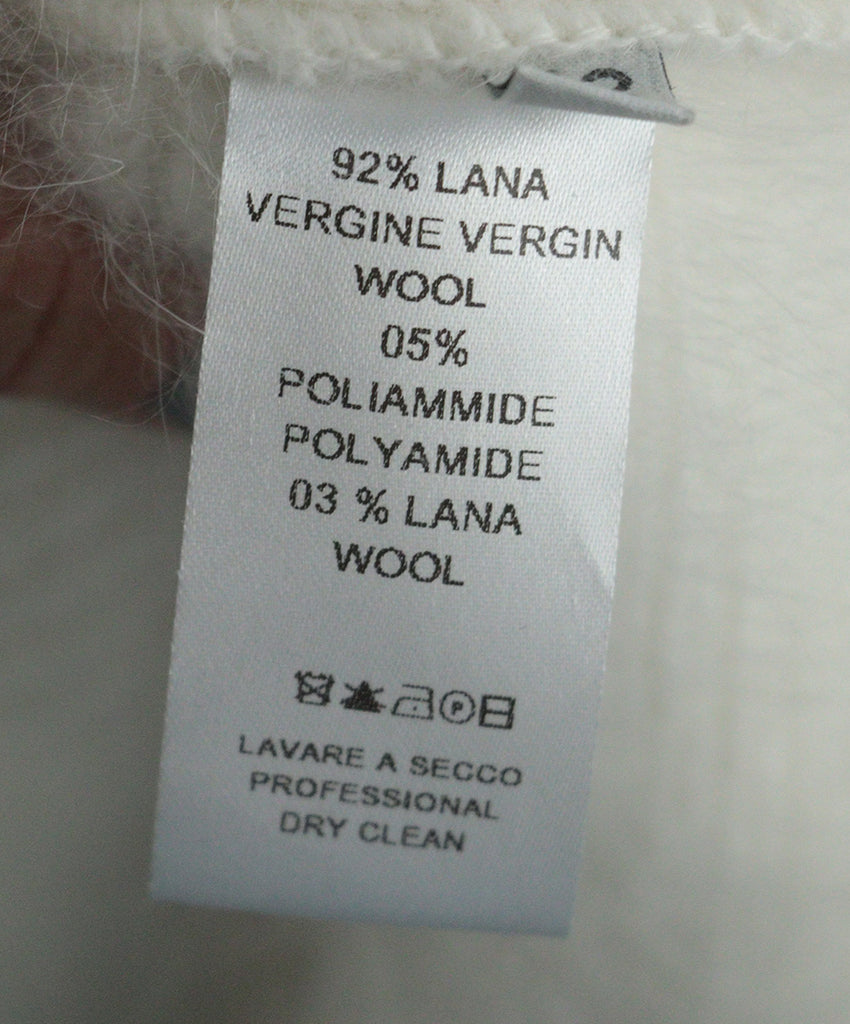 92% LANA
VERGINE VERGIN
WOOL
05%
POLIAMMIDE
POLYAMIDE
03 % LANA
WOOL
P
LAVARE A SECCO
PROFESSIONAL
DRY CLEAN